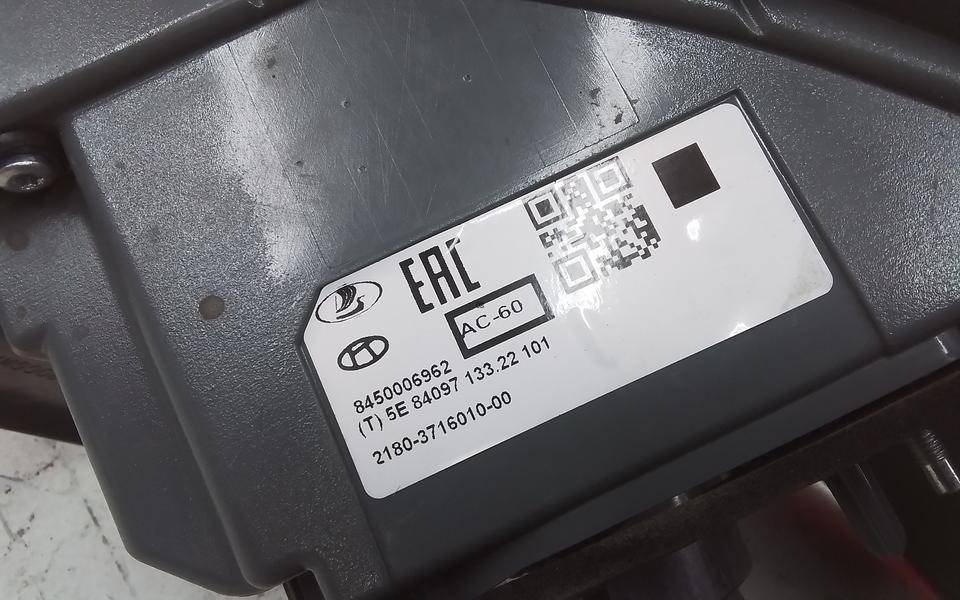 EAC
AC-60
8450006962
(T) 5E 84097 133.22 101
2180-3716010-00